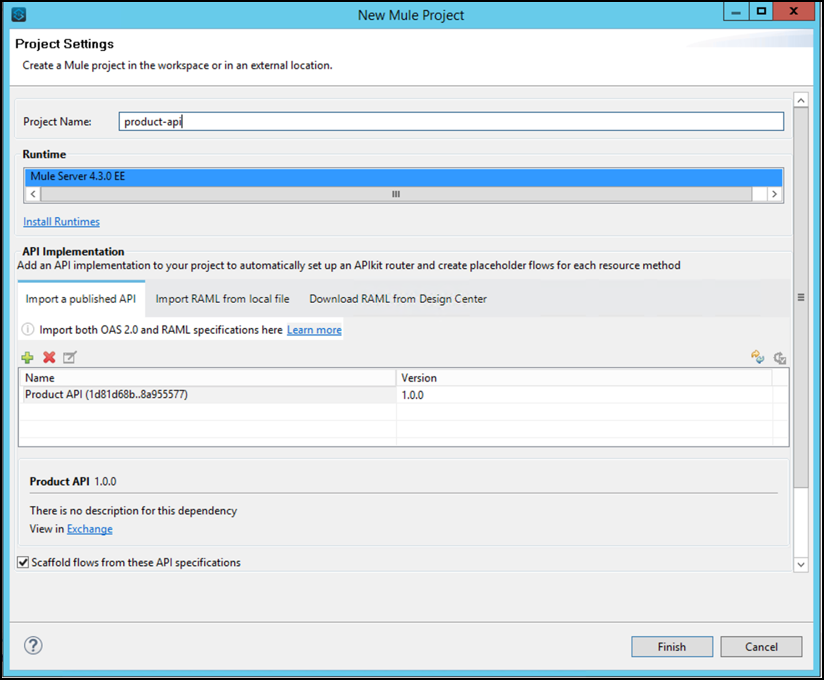 New Mule Project
Project Settings
Create a Mule project in the workspace or in an external location.
Project Name: product-api
Runtime
Mule Server 4.3.0 EE
Install Runtimes
API Implementation
Add an API implementation to your project to automatically set up an APIkit router and create placeholder flows for each resource method
Import a published API Import RAML from local file Download RAML from Design Center
Import both OAS 2.0 and RAML specifications here Learn more
Name Version
Product API (1d81d68b..8a955577) 1.0.0
Product API 1.0.0
There is no description for this dependency
View in Exchange
Scaffold flows from these API specifications
Finish Cancel